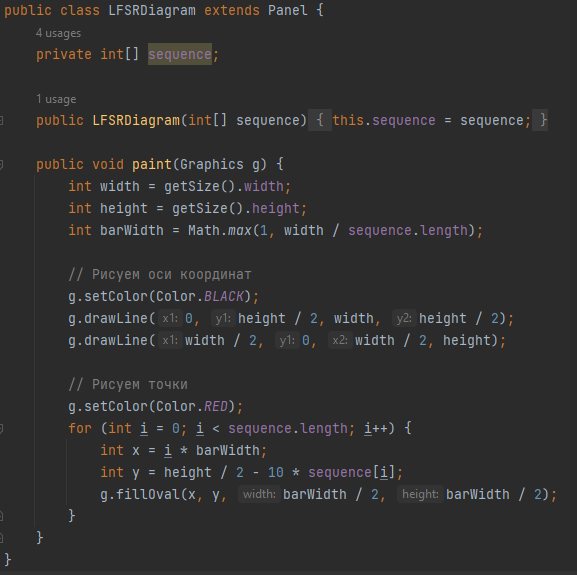 public class LFSRDiagram extends Panel {
4 usages
private int[] sequence;
1 usage
public LFSRDiagram(int[] sequence) { this.sequence = sequence; }
public void paint(Graphics g) {
int width = getSize().width;
int height = getSize().height;
int barWidth = Math.max(1, width / sequence.length);
// Рисуем оси координат
g.setColor(Color.BLACK);
g.drawLine( x1: 0, y1: height / 2, width, y2: height / 2);
g.drawLine( x1: width / 2, y1: 0, x2: width / 2, height);
// Рисуем точки
g.setColor(Color.RED);
for (int i = 0; i < sequence.length; i++) {
int x = i * barWidth;
int y = height / 2 - 10 * sequence[i];
g.fillOval(x, y, width: barWidth / 2, height: barWidth / 2);
}
}
}